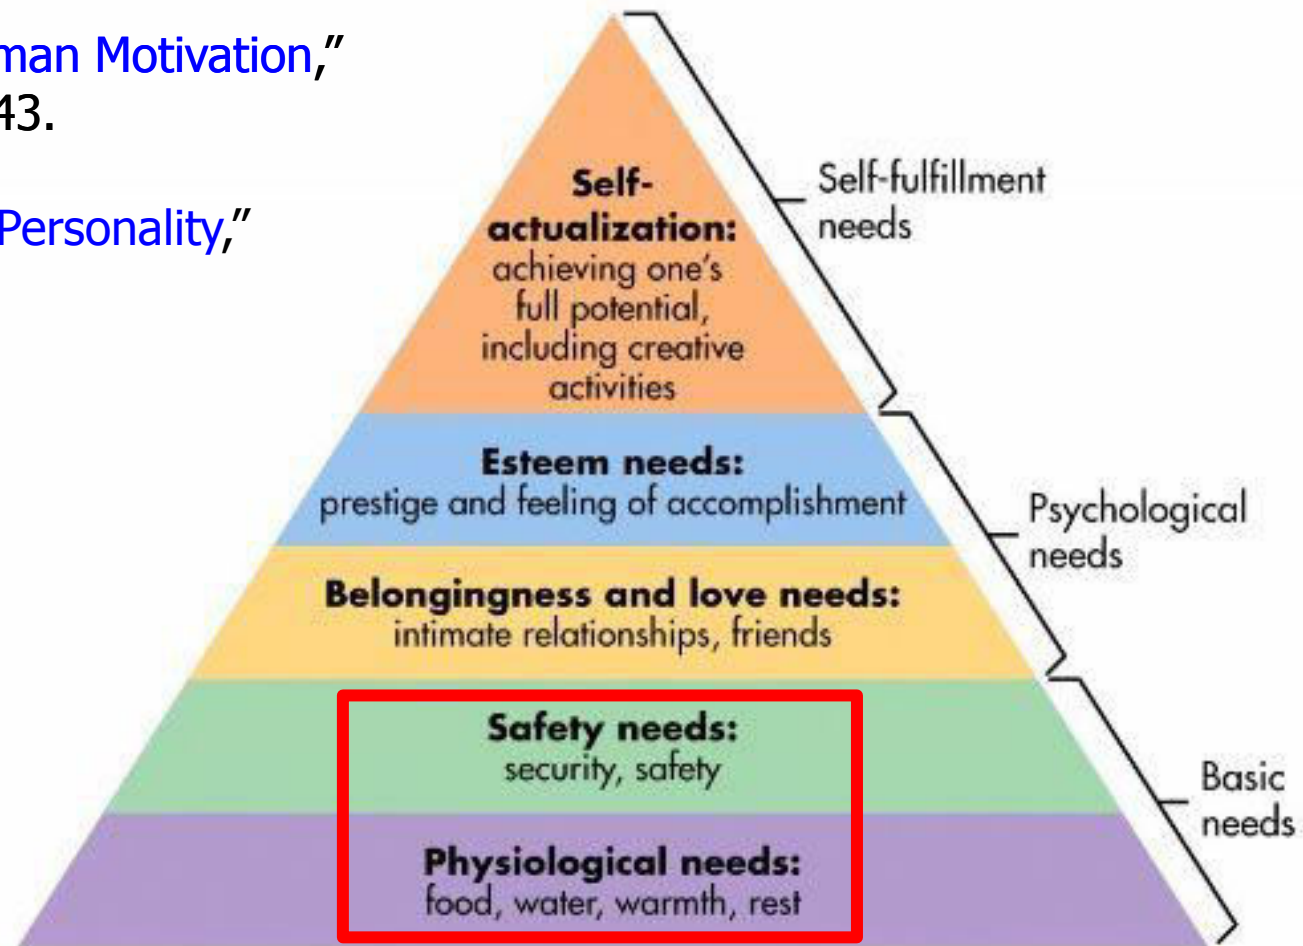 man Motivation,”
43.
Personality,”
Self-
actualization:
achieving one’s
full potential,
including creative
activities
Esteem needs:
prestige and feeling of accomplishment
Belongingness and love needs:
intimate relationships, friends
Safety needs:
security, safety
Physiological needs:
food, water, warmth, rest
Self-fulfillment
needs
Psychological
needs
Basic
needs